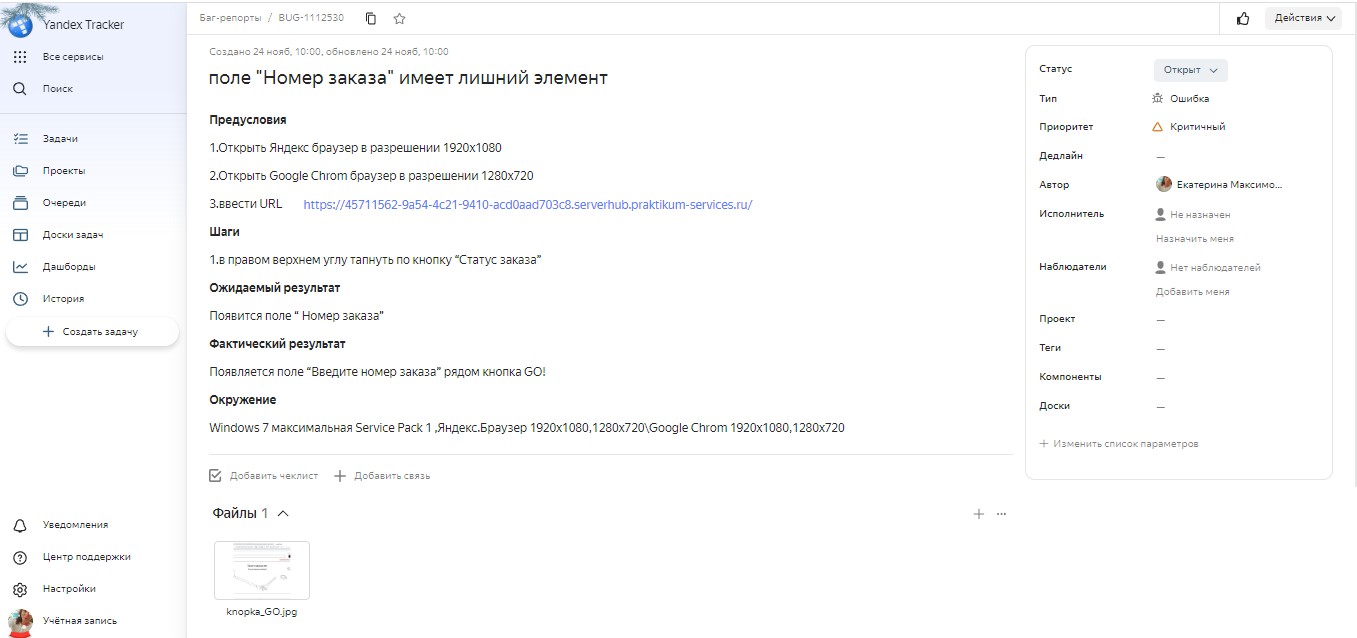 Yandex Tracker
Все сервисы
Поиск
Задачи
Проекты
Очереди
Доски задач
Дашборды
История
Создать задачу
Уведомления
Центр поддержки
Настройки
Учётная запись
Баг-репорты / BUG-1112530
Действия
Создано 24 нояб, 10:00, обновлено 24 нояб, 10:00
поле "Номер заказа" имеет лишний элемент
Предусловия
1.Открыть Яндекс браузер в разрешении 1920x1080
2.Открыть Google Chrom браузер в разрешении 1280x720
3.ввести URL https://45711562-9a54-4c21-9410-acd0aad703c8.serverhub.praktikum-services.ru/
Шаги
1.в правом верхнем углу тапнуть по кнопку “Статус заказа”
Ожидаемый результат
Появится поле “ Номер заказа”
Фактический результат
Появляется поле “Введите номер заказа” рядом кнопка GO!
Окружение
Windows 7 максимальная Service Pack 1 ,Яндекс.Браузер 1920x1080,1280x720\Google Chrom 1920x1080,1280x720
Добавить чеклист
Добавить связь
Файлы 1
knopka_GO.jpg
Статус Открыт
Тип Ошибка
Приоритет Критичный
Дедлайн —
Автор Екатерина Максимо...
Исполнитель Не назначен
Назначить меня
Наблюдатели Нет наблюдателей
Добавить меня
Проект —
Теги —
Компоненты —
Доски —
Изменить список параметров